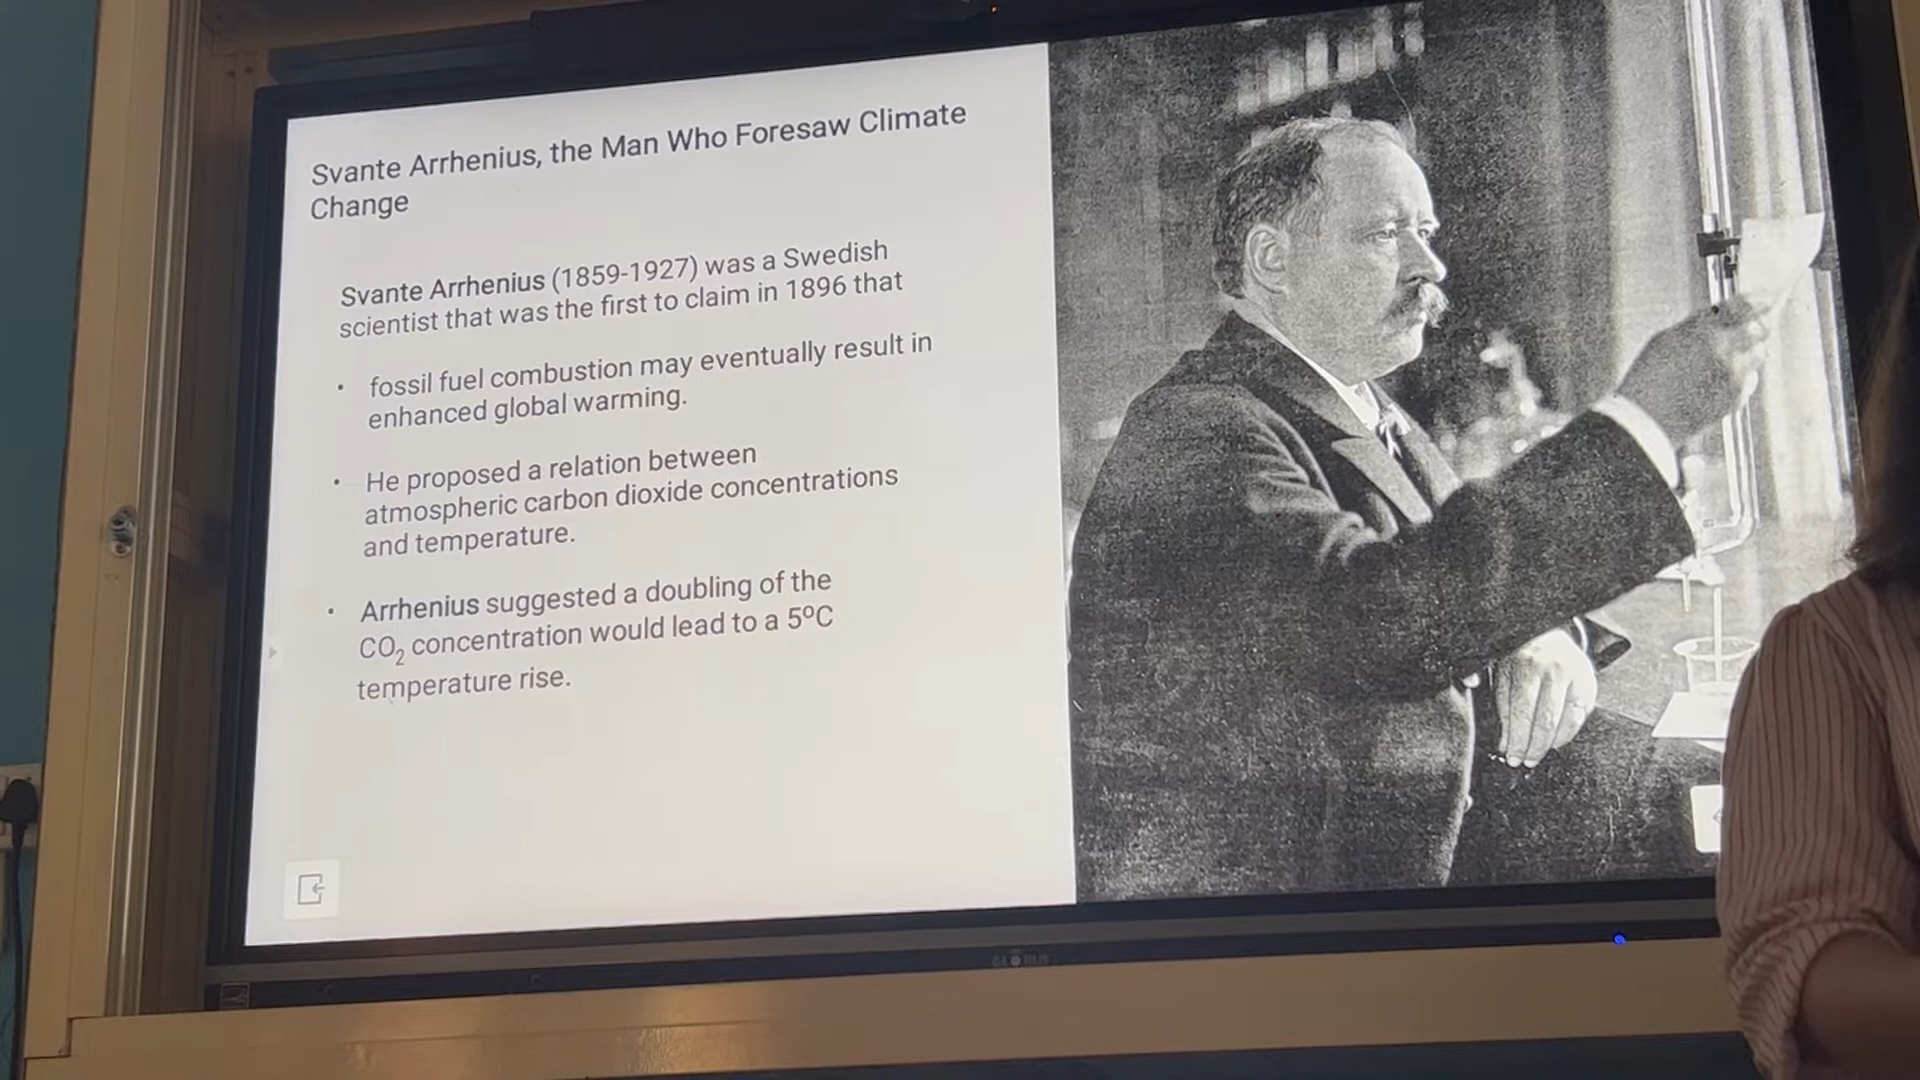 Svante Arrhenius, the Man Who Foresaw Climate
Change
Svante Arrhenius (1859-1927) was a Swedish
scientist that was the first to claim in 1896 that
• fossil fuel combustion may eventually result in
enhanced global warming.
• He proposed a relation between
atmospheric carbon dioxide concentrations
and temperature.
• Arrhenius suggested a doubling of the
CO₂ concentration would lead to a 5ºC
temperature rise.
GLOBUS